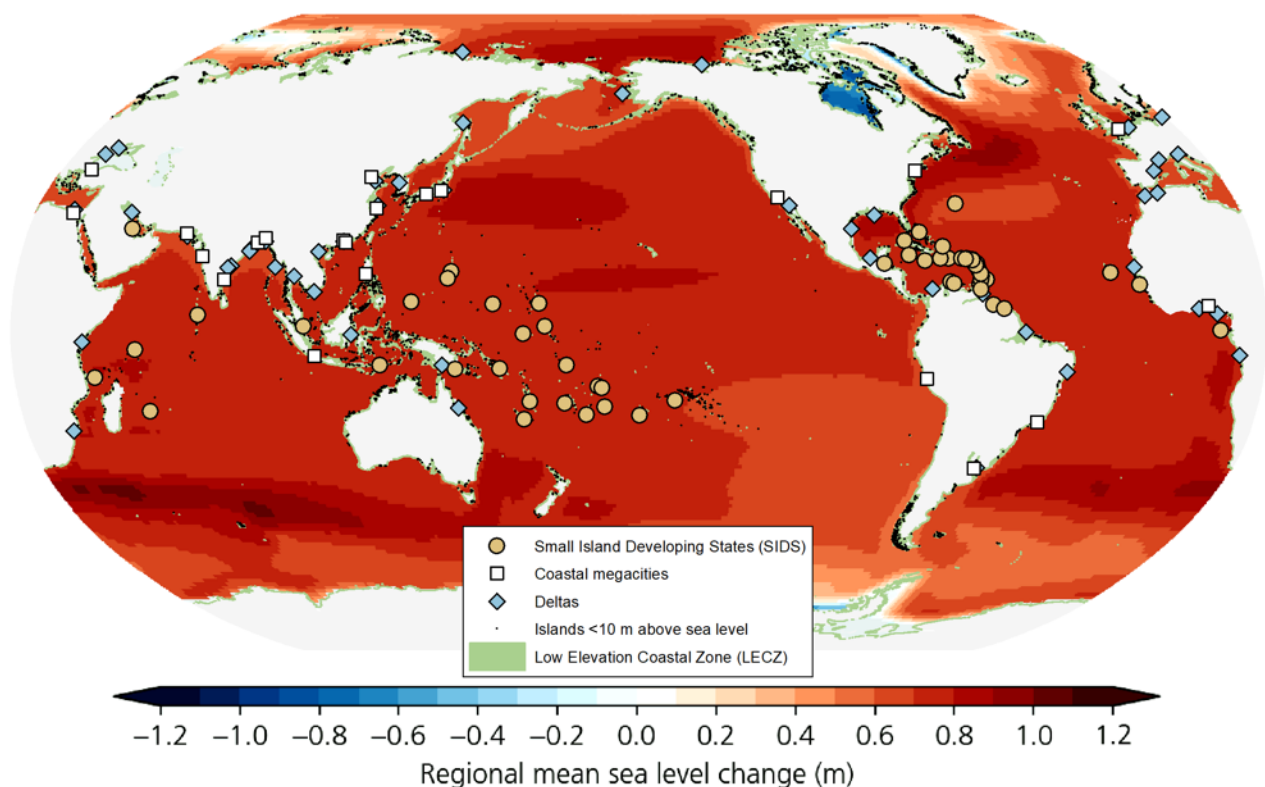 Small Island Developing States (SIDS)
Coastal megacities
Deltas
Islands <10 m above sea level
Low Elevation Coastal Zone (LECZ)
−1.2 −1.0 −0.8 −0.6 −0.4 −0.2 0.0 0.2 0.4 0.6 0.8 1.0 1.2
Regional mean sea level change (m)